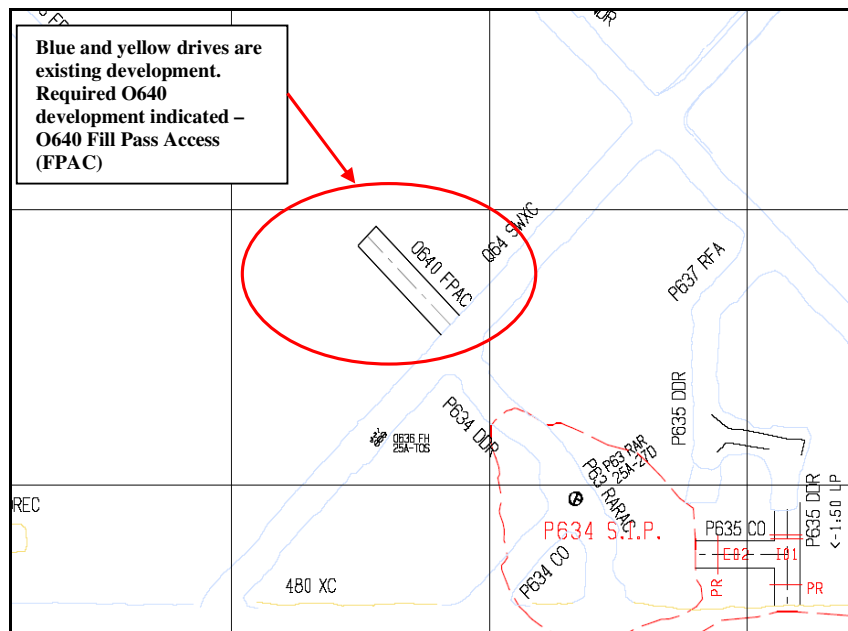 Blue and yellow drives are
existing development.
Required O640
development indicated –
O640 Fill Pass Access
(FPAC)
O640 FPAC
Q64 SWXC
P637 RFA
P634 DDR
O636 FH
25A-TOS
P63 RAR
25A-27D
P63 RARAC
P635 DDR
P634 S.I.P.
P634 CO
P635 CO
E02
I01
PR
PR
P635 DDR
<-1:50 LP
REC
480 XC